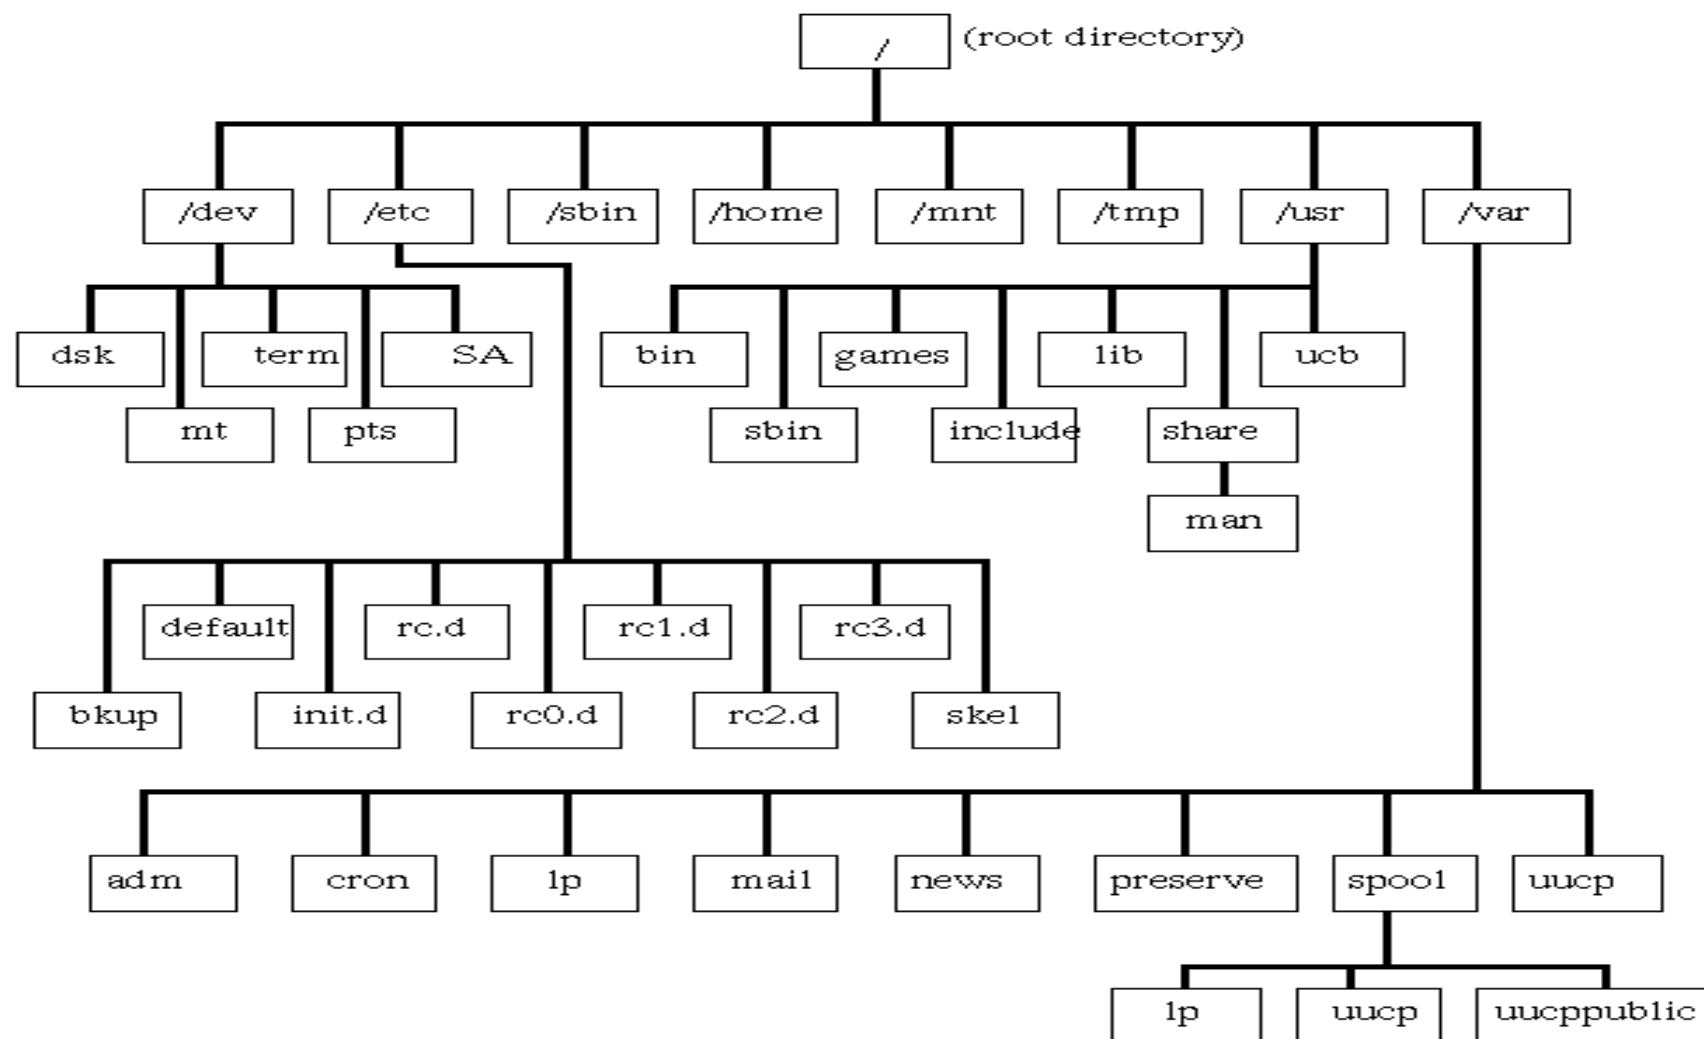 / (root directory)
/dev /etc /sbin /home /mnt /tmp /usr /var
dsk term SA bin games lib ucb
mt pts sbin include share
man
default rc.d rc1.d rc3.d
bkup init.d rc0.d rc2.d skel
adm cron lp mail news preserve spool uucp
lp uucp uucppublic